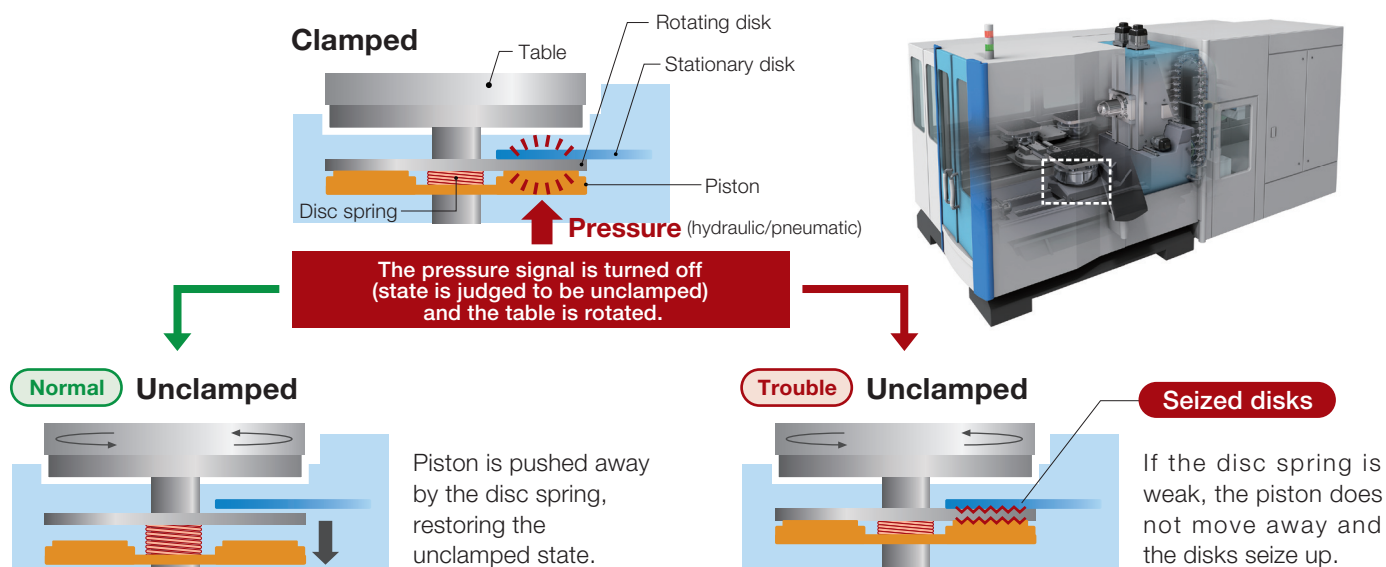 Clamped
Rotating disk
Table
Stationary disk
Piston
Disc spring
Pressure (hydraulic/pneumatic)
The pressure signal is turned off
(state is judged to be unclamped)
and the table is rotated.
Normal Unclamped
Piston is pushed away
by the disc spring,
restoring the
unclamped state.
Trouble Unclamped
Seized disks
If the disc spring is
weak, the piston does
not move away and
the disks seize up.